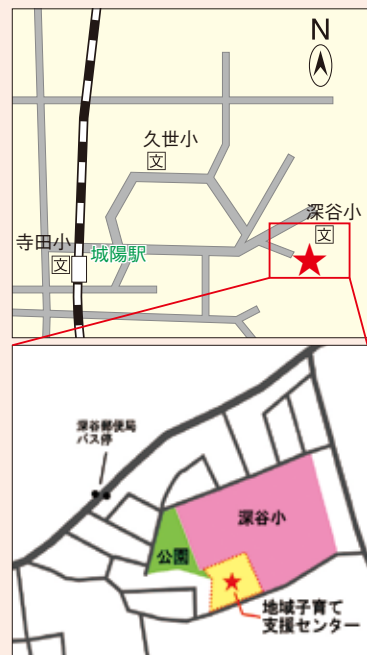 N
久世小
文
深谷小
文
寺田小
文
城陽駅
深谷郵便局
バス停
深谷小
公園
地域子育て
支援センター